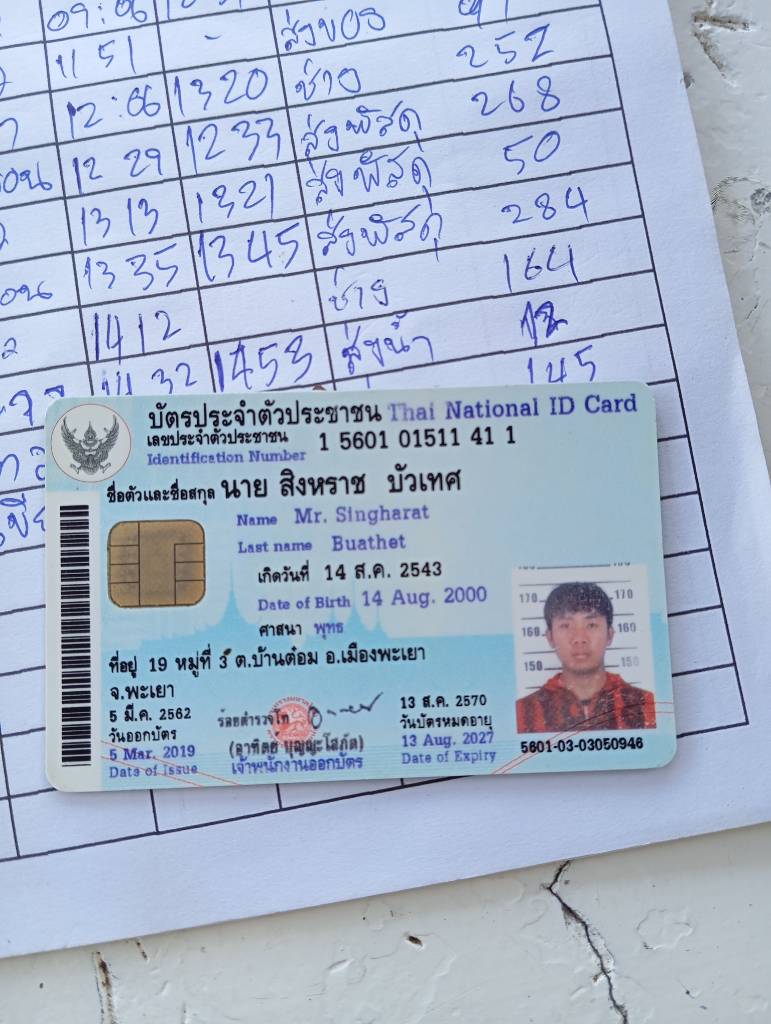 09:06
ส่งของ 91
11 51 - ช่าง 252
12:06 1320 ส่งพัสดุ 268
12 29 1233 ส่งพัสดุ 50
13 13 1321 ส่งพัสดุ 284
13 35 1345 ช่าง 164
1412 ส่งน้ำ 12
14 32 1453 145
บัตรประจำตัวประชาชน Thai National ID Card
เลขประจำตัวประชาชน 1 5601 01511 41 1
Identification Number
ชื่อตัวและชื่อสกุล นาย สิงหราช บัวเทศ
Name Mr. Singharat
Last name Buathet
เกิดวันที่ 14 ส.ค. 2543
Date of Birth 14 Aug. 2000
ศาสนา พุทธ
ที่อยู่ 19 หมู่ที่ 3 ต.บ้านต๋อม อ.เมืองพะเยา
จ.พะเยา
5 มี.ค. 2562
วันออกบัตร
5 Mar. 2019
Date of Issue
ร้อยตำรวจโท
(อาทิตย์ บุญญะโสภัต)
เจ้าพนักงานออกบัตร
13 ส.ค. 2570
วันบัตรหมดอายุ
13 Aug. 2027
Date of Expiry
170 170
160 160
150 150
5601-03-03050946